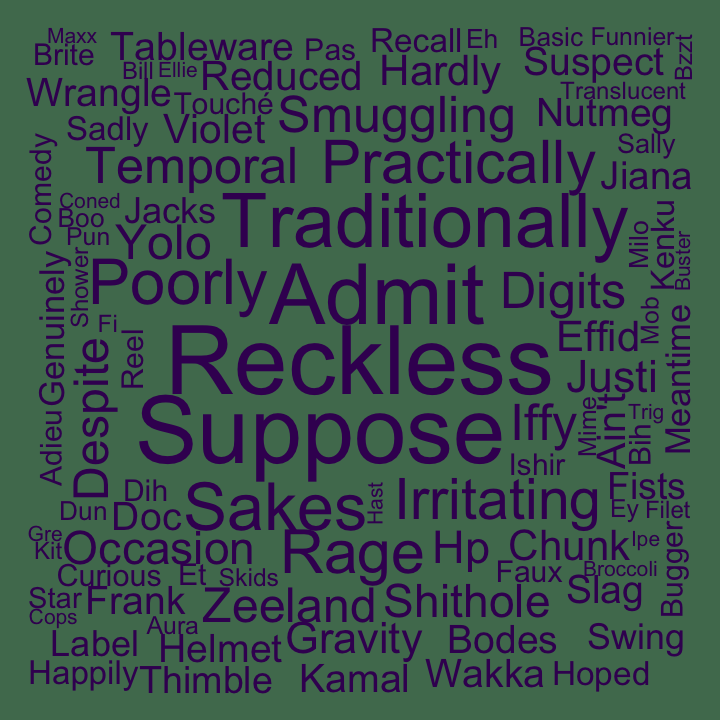 Maxx
Brite
Tableware
Pas
Recall
Eh
Basic
Funnier
Bzzt
Bill
Ellie
Reduced
Hardly
Suspect
Wrangle
Touché
Translucent
Sadly
Violet
Smuggling
Nutmeg
Comedy
Temporal
Practically
Sally
Jiana
Coned
Boo
Jacks
Traditionally
Pun
Yolo
Milo
Kenku
Buster
Genuinely
Shower
Poorly
Admit
Digits
Fi
Reel
Effid
Mob
Meantime
Despite
Reckless
Justi
Adieu
Suppose
Iffy
Mime
Ain't
Trig
Bih
Ishir
Dih
Sakes
Hast
Irritating
Fists
Dun
Doc
Ey
Filet
Gre
Kit
Occasion
Rage
Hp
Chunk
Ipe
Bugger
Curious
Et
Skids
Faux
Broccoli
Star
Frank
Zeeland
Shithole
Slag
Cops
Aura
Label
Helmet
Gravity
Bodes
Swing
Happily
Thimble
Kamal
Wakka
Hoped